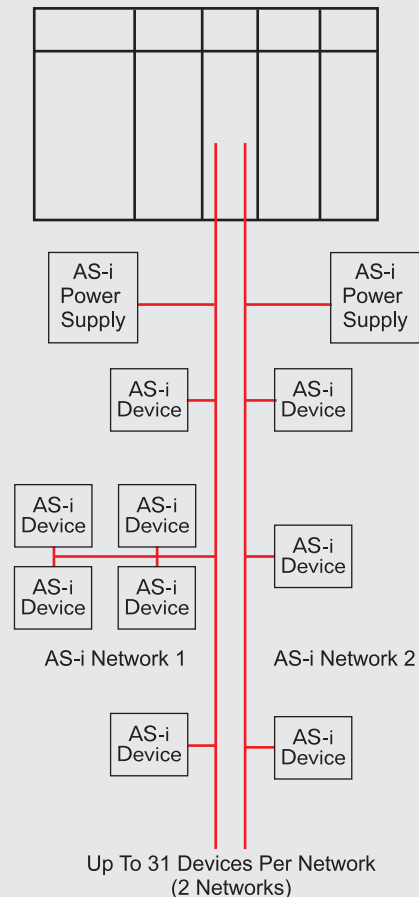 AS-i
Power
Supply
AS-i
Power
Supply
AS-i
Device
AS-i
Device
AS-i
Device
AS-i
Device
AS-i
Device
AS-i
Device
AS-i
Device
AS-i Network 1
AS-i Network 2
AS-i
Device
AS-i
Device
Up To 31 Devices Per Network
(2 Networks)